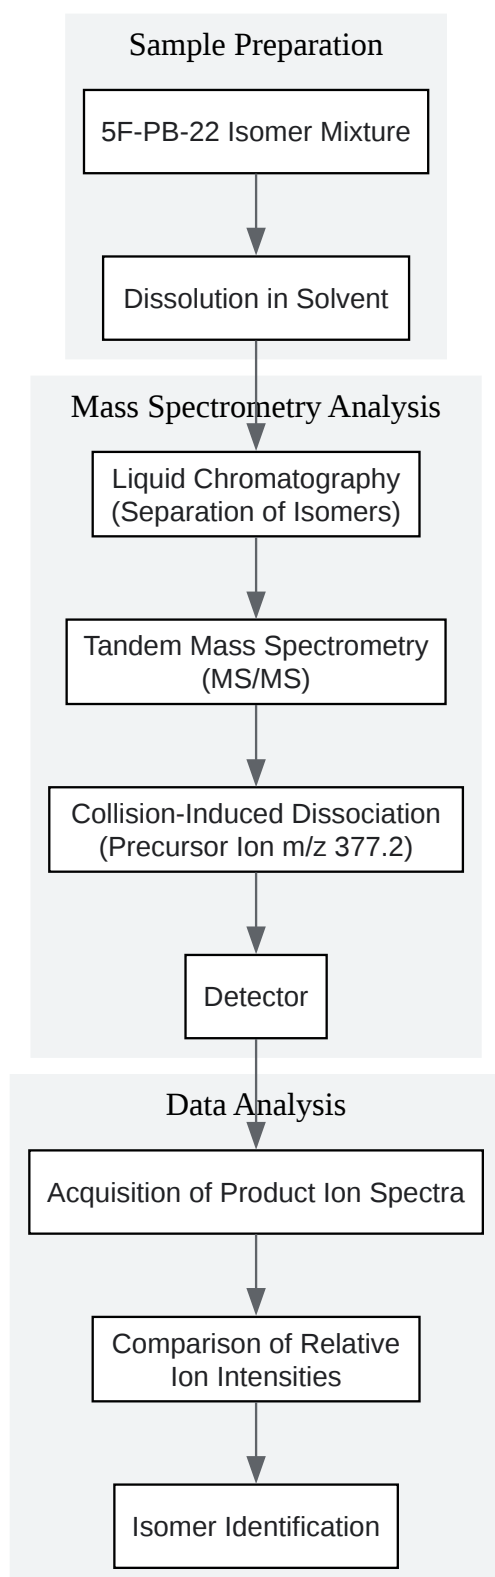 Sample Preparation
5F-PB-22 Isomer Mixture
Dissolution in Solvent
Mass Spectrometry Analysis
Liquid Chromatography
(Separation of Isomers)
Tandem Mass Spectrometry
(MS/MS)
Collision-Induced Dissociation
(Precursor Ion m/z 377.2)
Detector
Data Analysis
Acquisition of Product Ion Spectra
Comparison of Relative
Ion Intensities
Isomer Identification